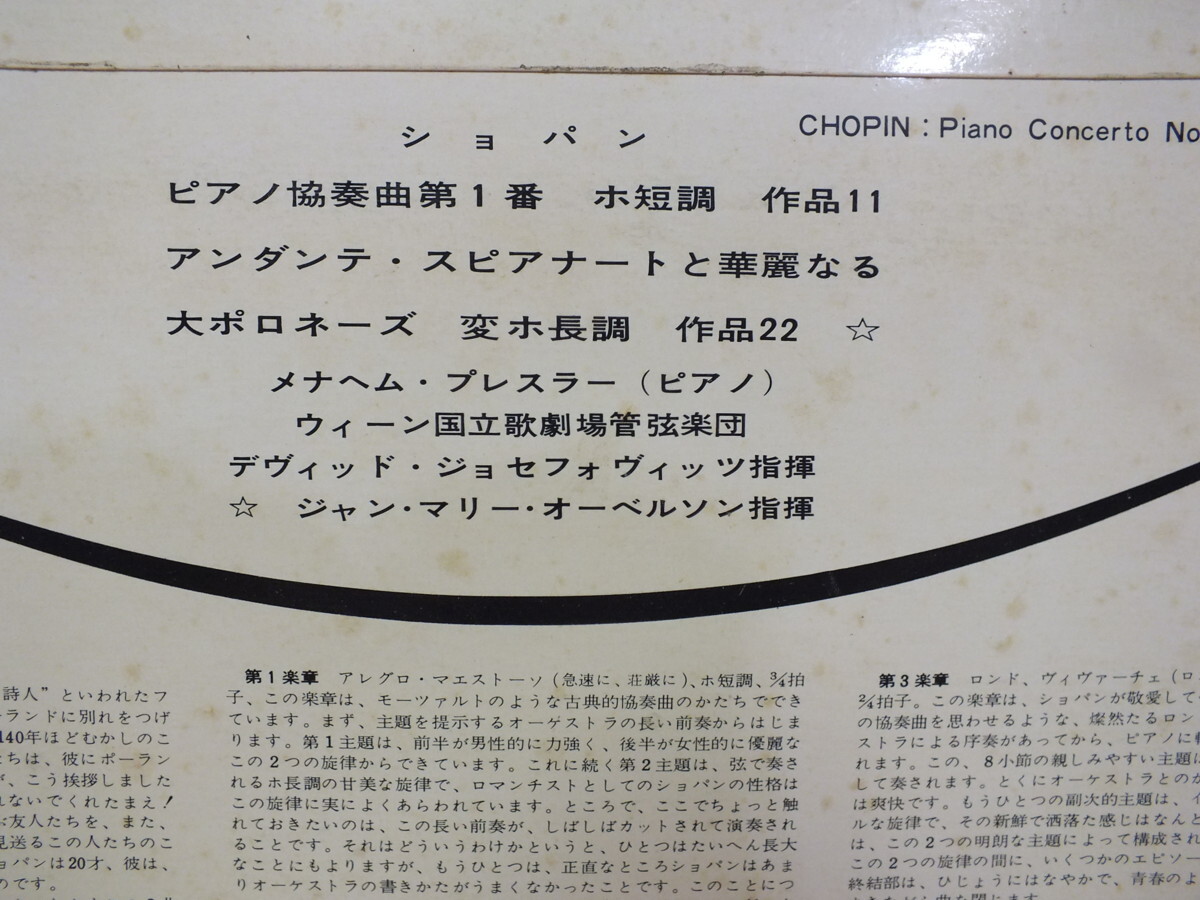 ショパン
CHOPIN : Piano Concerto No
ピアノ協奏曲第1番 ホ短調 作品11
アンダンテ・スピアナートと華麗なる
大ポロネーズ 変ホ長調 作品22 ☆
メナヘム・プレスラー（ピアノ）
ウィーン国立歌劇場管弦楽団
デヴィッド・ジョセフォヴィッツ指揮
☆ ジャン・マリー・オーベルソン指揮
詩人”といわれたフ
ーランドに別れをつげ
140年ほどむかしのこ
たちは、彼にポーラン
が、こう挨拶しました
れないでくれたまえ！
ぶ友人たちを、また、
見送るこの人たちのこ
ョパンは20才、彼は、
のです。
第1楽章 アレグロ・マエストーソ（急速に、荘厳に）、ホ短調、¾拍
子、この楽章は、モーツァルトのような古典的協奏曲のかたちででき
ています。まず、主題を提示するオーケストラの長い前奏からはじま
ります。第1主題は、前半が男性的に力強く、後半が女性的に優麗な
この2つの旋律からできています。これに続く第2主題は、弦で奏さ
れるホ長調の甘美な旋律で、ロマンチストとしてのショパンの性格は
この旋律に実によくあらわれています。ところで、ここでちょっと触
れておきたいのは、この長い前奏が、しばしばカットされて演奏され
ることです。それはどういうわけかというと、ひとつはたいへん長大
なことにもよりますが、もうひとつは、正直なところショパンはあま
りオーケストラの書きかたがうまくなかったことです。このことにつ
第3楽章 ロンド、ヴィヴァーチェ（ロ
2/4拍子。この楽章は、ショパンが敬愛して
の協奏曲を思わせるような、燦然たるロン
ストラによる序奏があってから、ピアノに軽
れます。この、8小節の親しみやすい主題は
して奏されます。とくにオーケストラとのか
は爽快です。もうひとつの副次的主題は、イ
ルな旋律で、その新鮮で洒落た感じはなんと
は、この2つの明朗な主題によって構成され
この2つの旋律の間に、いくつかのエピソー
終結部は、ひじょうにはなやかで、青春のよ